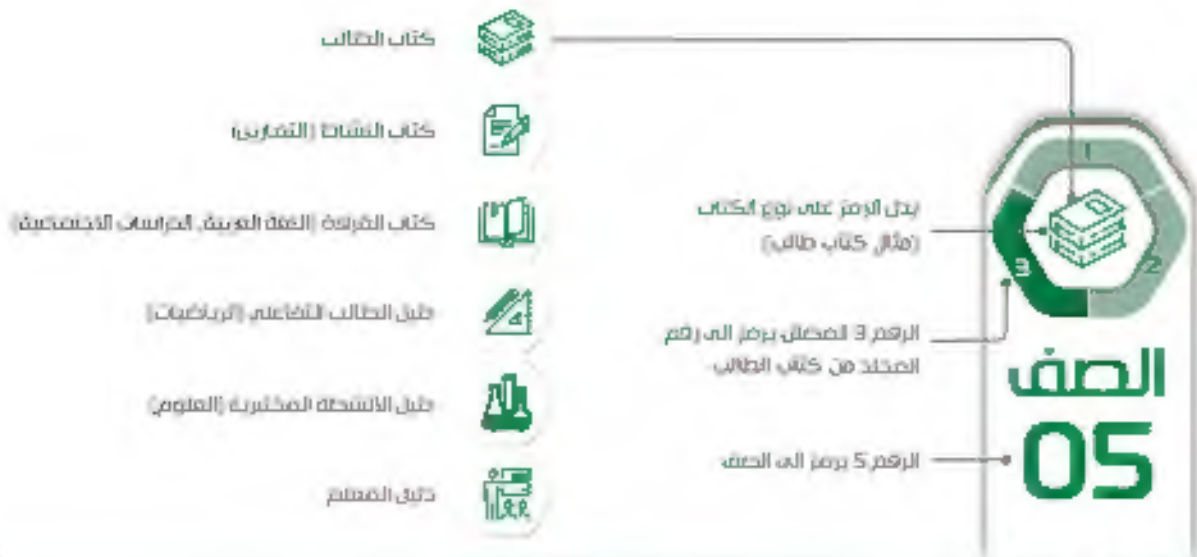 1
2
3
الصف
05
يدل الرمز على نوع الكتاب
(مثال كتاب طالب)
الرقم 3 المظلل يرمز الى رقم
المجلد من كتاب الطالب
الرقم 5 يرمز الى الصف
كتاب الطالب
كتاب النشاط (التمارين)
كتاب القراءة (اللغة العربية، الدراسات الاجتماعية)
دليل الطالب التفاعلي (الرياضيات)
دليل الأنشطة المختبرية (العلوم)
دليل المعلم